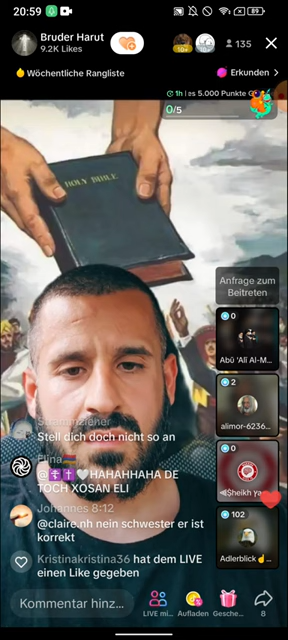 20:59
89
Bruder Harut
9.2K Likes
135
Wöchentliche Rangliste
Erkunden >
1h
5.000 Punkte
0/5
HOLY BIBLE
Anfrage zum
Beitreten
0
Abū 'Alī Al-M...
2
alimor-6236...
0
Sheikh Ya
102
Adlerblick☝...
Stell dich doch nicht so an
Elina
@☦️✝️🤍HAHAHHAHA DE
TOCH XOSAN ELI
Johannes 8:12
@claire.nh nein schwester er ist
korrekt
Kristinakristina36 hat dem LIVE
einen Like gegeben
Kommentar hinz...
LIVE mi...
Aufladen
Gesche...
8